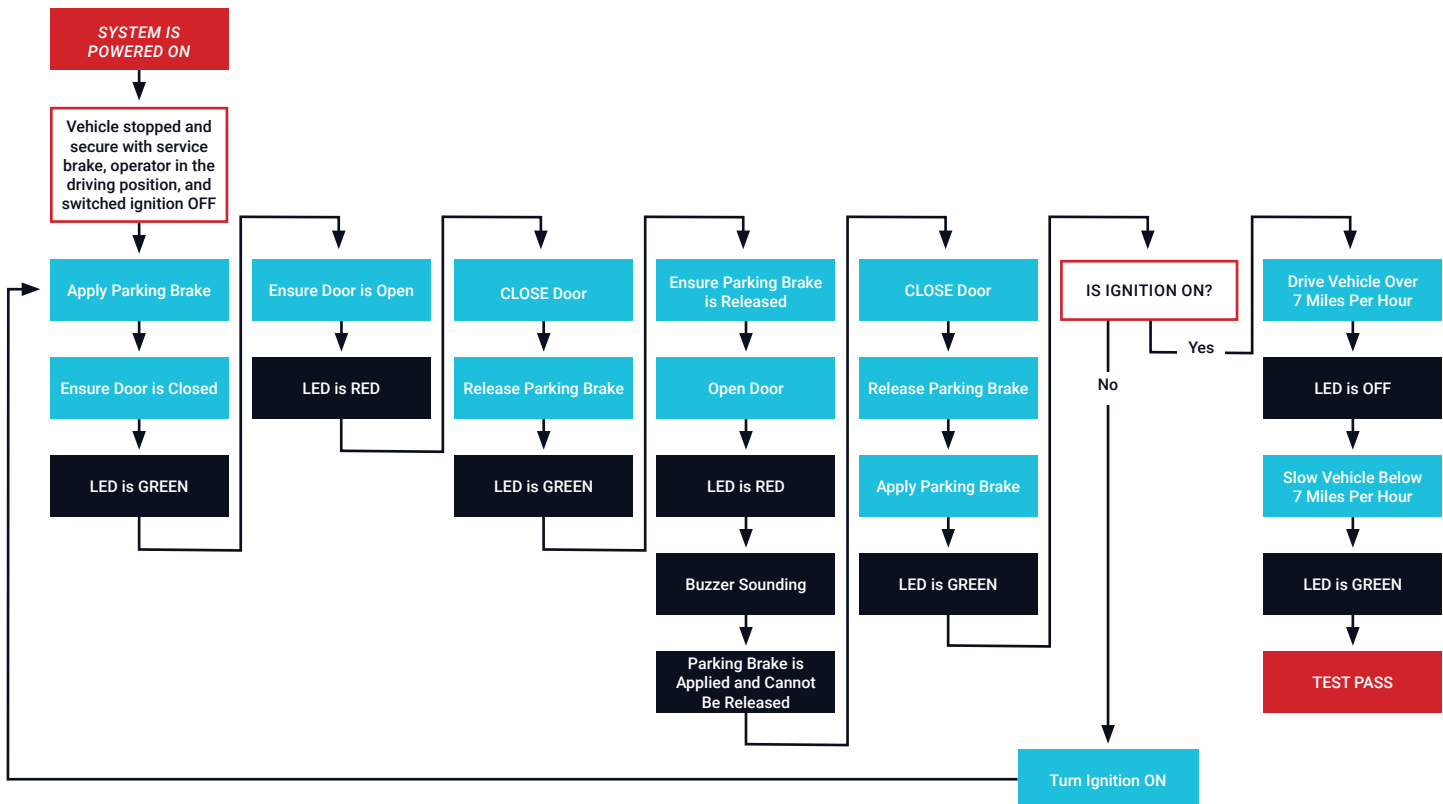 SYSTEM IS
POWERED ON
Vehicle stopped and
secure with service
brake, operator in the
driving position, and
switched ignition OFF
Apply Parking Brake
Ensure Door is Closed
LED is GREEN
Ensure Door is Open
LED is RED
CLOSE Door
Release Parking Brake
LED is GREEN
Ensure Parking Brake
is Released
Open Door
LED is RED
Buzzer Sounding
Parking Brake is
Applied and Cannot
Be Released
CLOSE Door
Release Parking Brake
Apply Parking Brake
LED is GREEN
IS IGNITION ON?
Yes
No
Turn Ignition ON
Drive Vehicle Over
7 Miles Per Hour
LED is OFF
Slow Vehicle Below
7 Miles Per Hour
LED is GREEN
TEST PASS